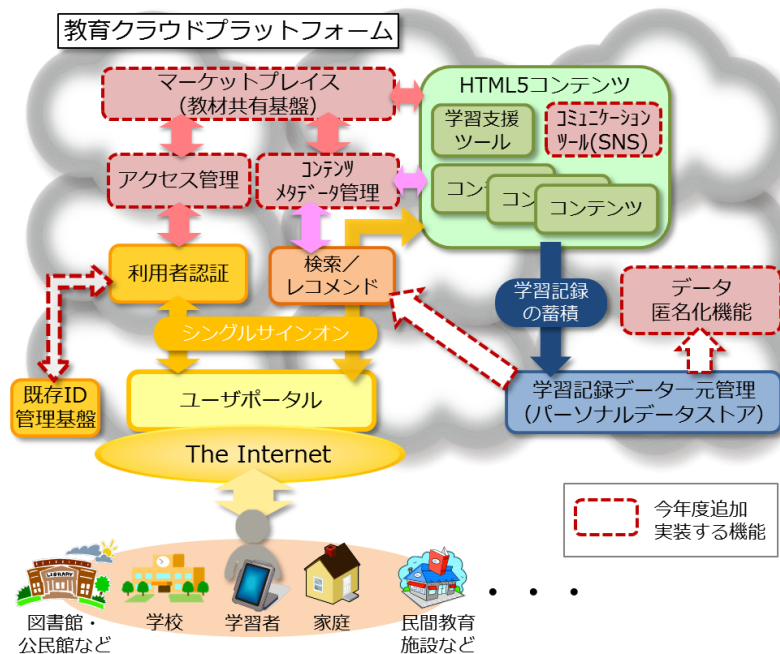 教育クラウドプラットフォーム
マーケットプレイス
(教材共有基盤)
HTML5コンテンツ
学習支援
ツール
ｺﾐｭﾆｹｰｼｮﾝ
ﾂｰﾙ(SNS)
アクセス管理
ｺﾝﾃﾝﾂ
ﾒﾀﾃﾞｰﾀ管理
コンテ
コン
コンテンツ
利用者認証
検索／
レコメンド
学習記録
の蓄積
データ
匿名化機能
シングルサインオン
既存ID
管理基盤
ユーザポータル
学習記録データ一元管理
(パーソナルデータストア)
The Internet
今年度追加
実装する機能
LIBRARY
図書館・
公民館など
学校
学習者
家庭
民間教育
施設など
・・・